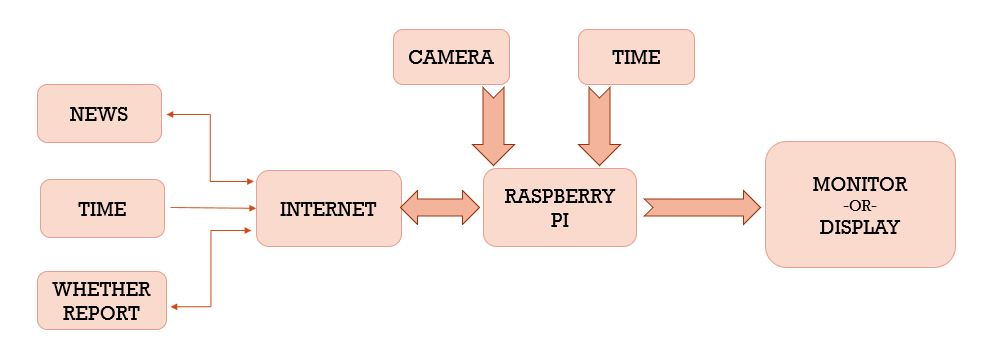 CAMERA
TIME
NEWS
TIME
WHETHER
REPORT
INTERNET
RASPBERRY
PI
MONITOR
-OR-
DISPLAY